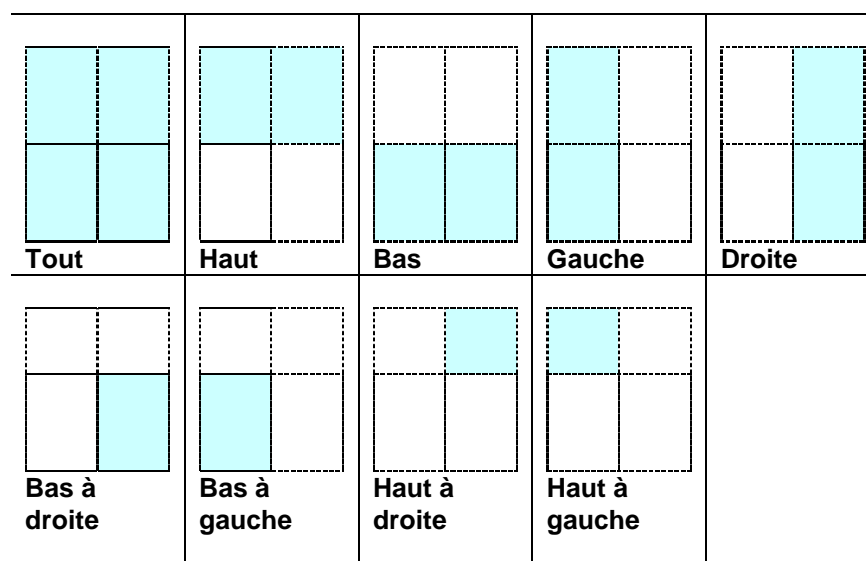 Tout
Haut
Bas
Gauche
Droite
Bas à
droite
Bas à
gauche
Haut à
droite
Haut à
gauche